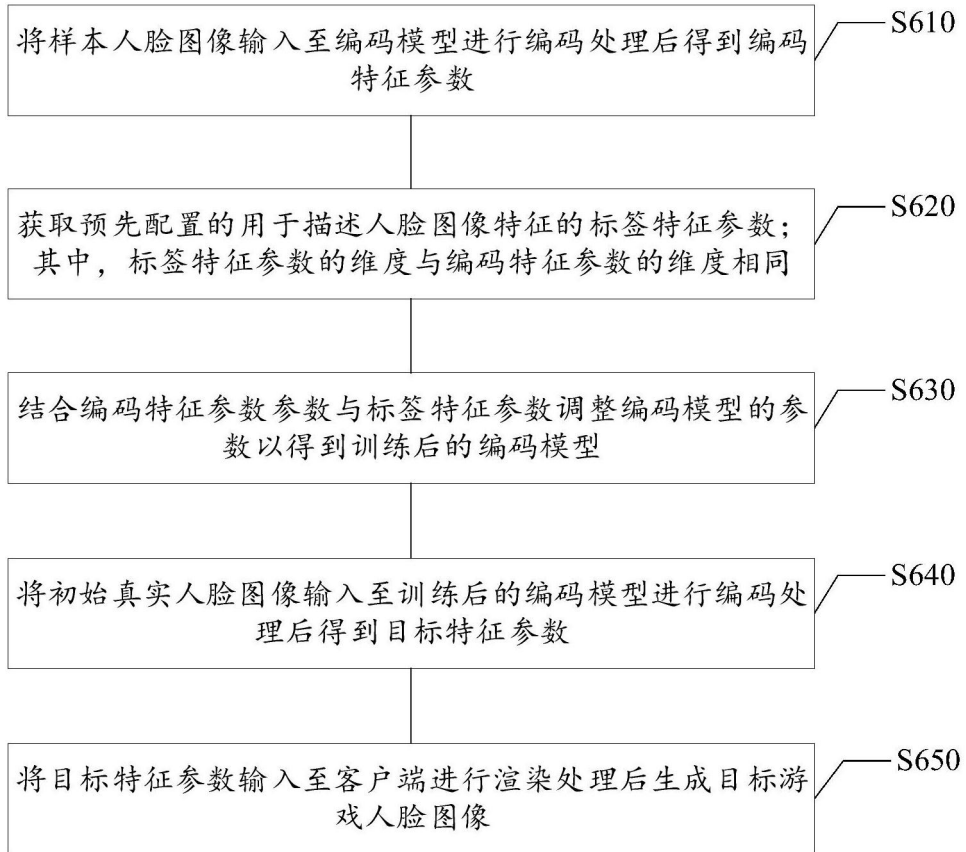 将样本人脸图像输入至编码模型进行编码处理后得到编码
特征参数
S610
获取预先配置的用于描述人脸图像特征的标签特征参数；
其中，标签特征参数的维度与编码特征参数的维度相同
S620
结合编码特征参数参数与标签特征参数调整编码模型的参
数以得到训练后的编码模型
S630
将初始真实人脸图像输入至训练后的编码模型进行编码处
理后得到目标特征参数
S640
将目标特征参数输入至客户端进行渲染处理后生成目标游
戏人脸图像
S650